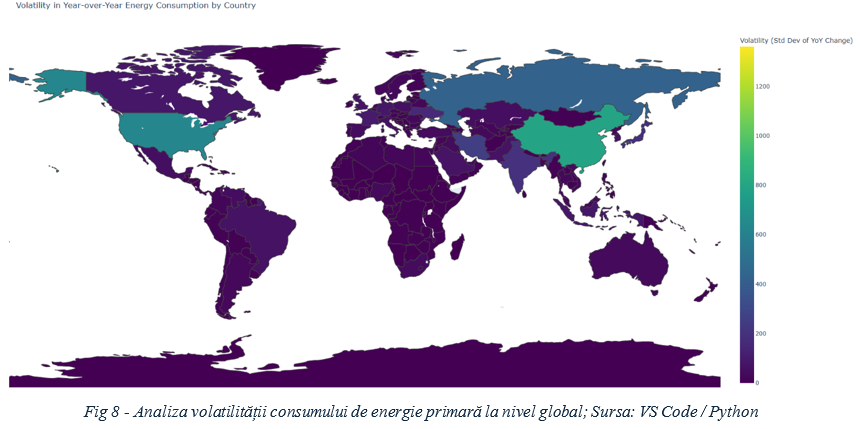 Volatility in Year-over-Year Energy Consumption by Country
Volatility (Std Dev of YoY Change)
1200
1000
800
600
400
200
0
Fig 8 - Analiza volatilității consumului de energie primară la nivel global; Sursa: VS Code / Python